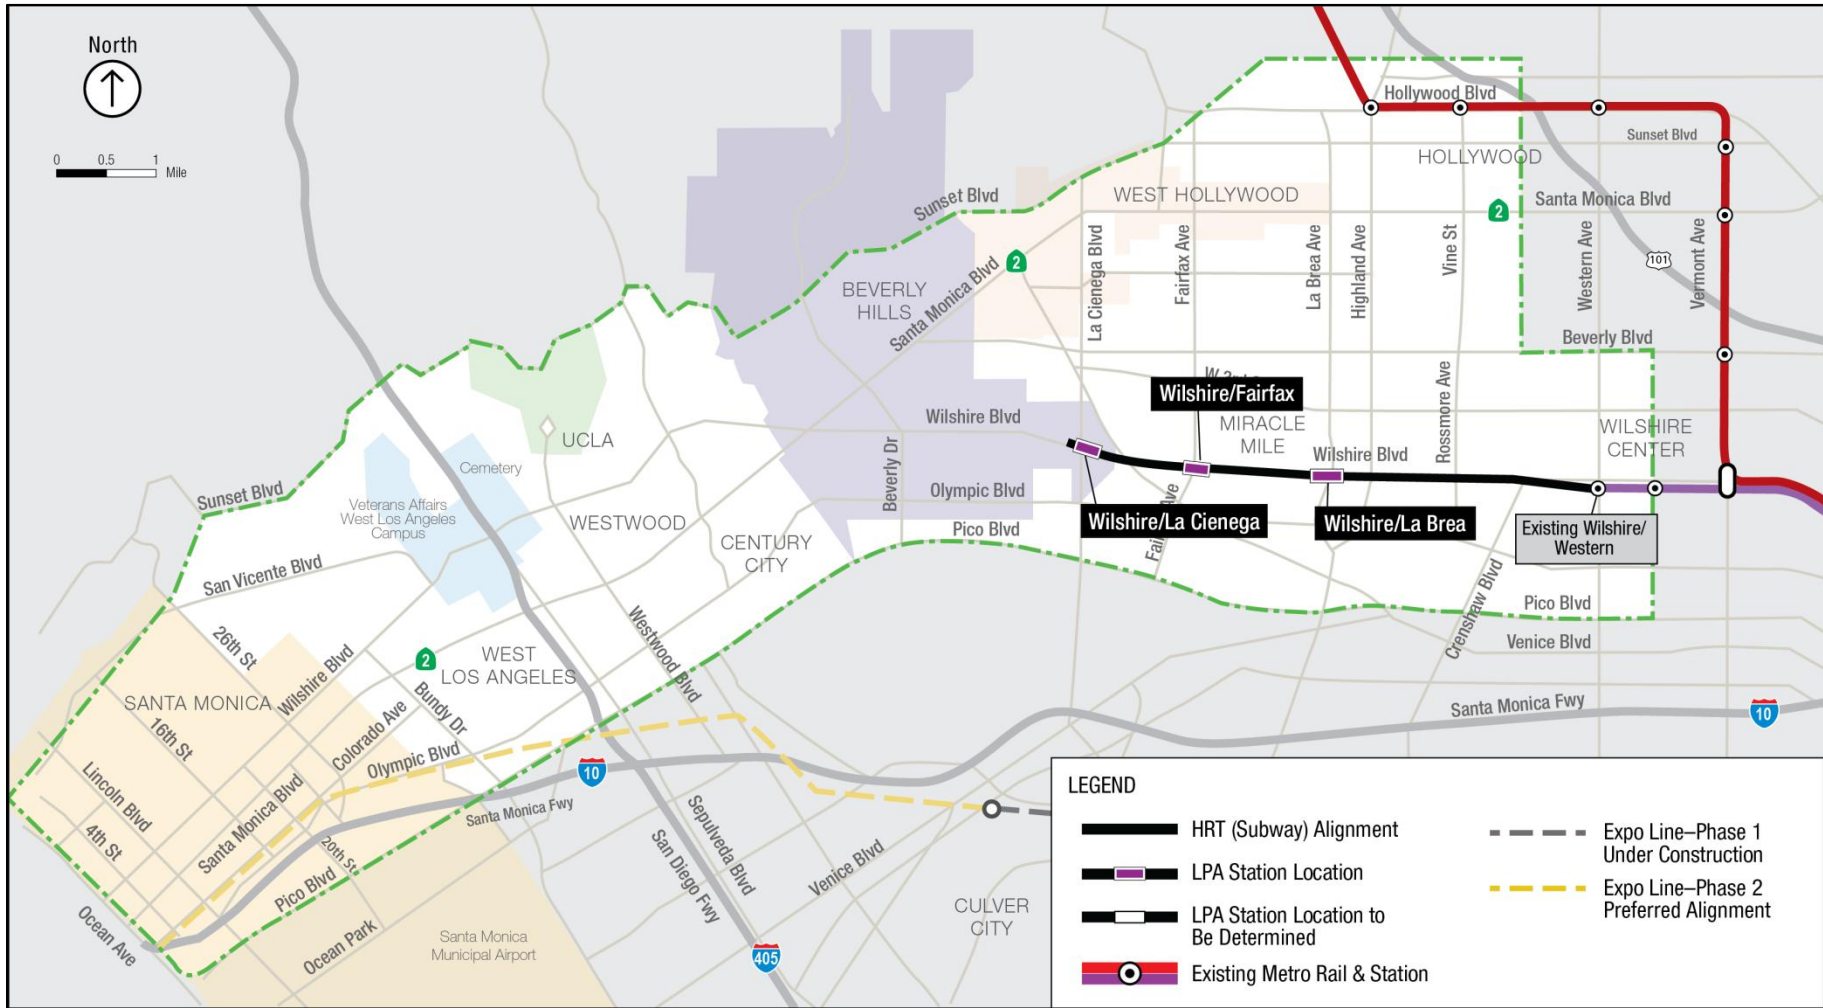 North
0 0.5 1
Mile
Hollywood Blvd
Sunset Blvd
HOLLYWOOD
WEST HOLLYWOOD
Santa Monica Blvd
2
Sunset Blvd
2
101
La Cienega Blvd
Fairfax Ave
La Brea Ave
Highland Ave
Vine St
Western Ave
Vermont Ave
BEVERLY
HILLS
Santa Monica Blvd
Beverly Blvd
Wilshire/Fairfax
MIRACLE
MILE
Rossmore Ave
WILSHIRE
CENTER
Wilshire Blvd
Wilshire Blvd
UCLA
Cemetery
Beverly Dr
Sunset Blvd
Veterans Affairs
West Los Angeles
Campus
WESTWOOD
CENTURY
CITY
Olympic Blvd
Pico Blvd
Wilshire/La Cienega
Wilshire/La Brea
Existing Wilshire/
Western
Crenshaw Blvd
Pico Blvd
Venice Blvd
San Vicente Blvd
26th St
Wilshire Blvd
2
WEST
LOS ANGELES
Westwood Blvd
SANTA MONICA
16th St
Colorado Ave
Bundy Dr
Olympic Blvd
Santa Monica Fwy
10
10
Lincoln Blvd
4th St
Santa Monica Blvd
20th St
Santa Monica Fwy
Pico Blvd
Ocean Ave
Ocean Park
Santa Monica
Municipal Airport
San Diego Fwy
Sepulveda Blvd
Venice Blvd
405
CULVER
CITY
LEGEND
HRT (Subway) Alignment
LPA Station Location
LPA Station Location to
Be Determined
Existing Metro Rail & Station
Expo Line–Phase 1
Under Construction
Expo Line–Phase 2
Preferred Alignment